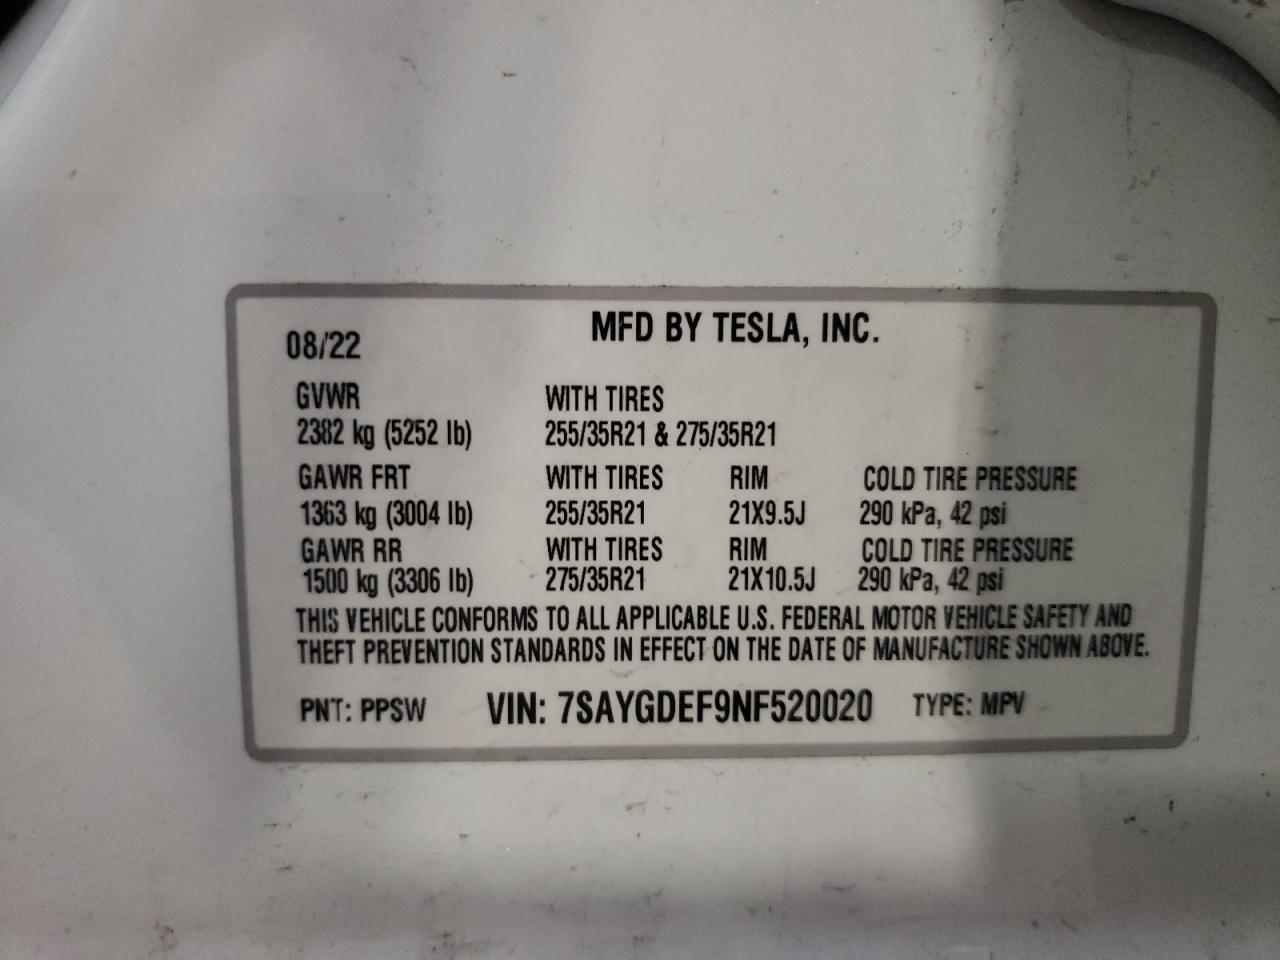 MFD BY TESLA, INC.
08/22
GVWR WITH TIRES
2382 kg (5252 lb) 255/35R21 & 275/35R21
GAWR FRT WITH TIRES RIM COLD TIRE PRESSURE
1363 kg (3004 lb) 255/35R21 21X9.5J 290 kPa, 42 psi
GAWR RR WITH TIRES RIM COLD TIRE PRESSURE
1500 kg (3306 lb) 275/35R21 21X10.5J 290 kPa, 42 psi
THIS VEHICLE CONFORMS TO ALL APPLICABLE U.S. FEDERAL MOTOR VEHICLE SAFETY AND
THEFT PREVENTION STANDARDS IN EFFECT ON THE DATE OF MANUFACTURE SHOWN ABOVE.
PNT: PPSW VIN: 7SAYGDEF9NF520020 TYPE: MPV